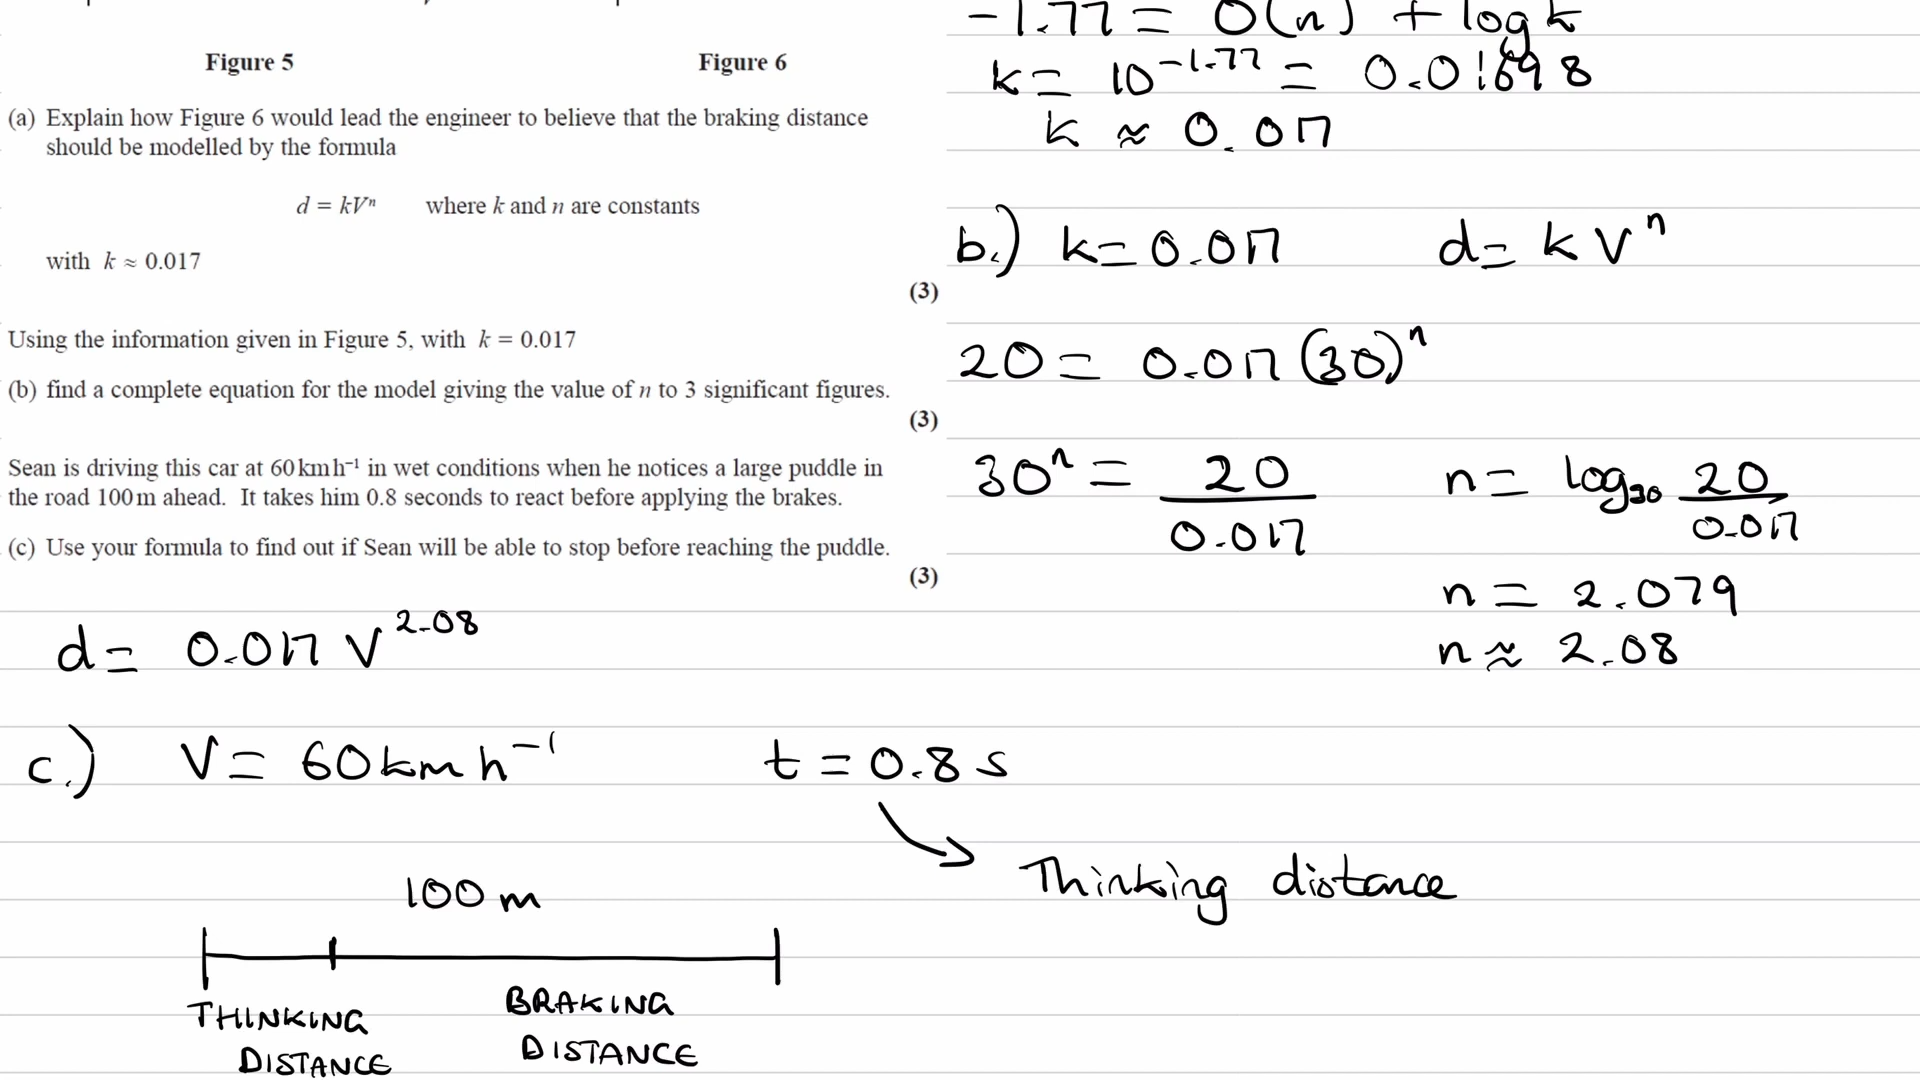 Figure 5
Figure 6
(a) Explain how Figure 6 would lead the engineer to believe that the braking distance
should be modelled by the formula
d = kVⁿ where k and n are constants
with k ≈ 0.017
(3)
Using the information given in Figure 5, with k = 0.017
(b) find a complete equation for the model giving the value of n to 3 significant figures.
(3)
Sean is driving this car at 60 km h⁻¹ in wet conditions when he notices a large puddle in
the road 100 m ahead. It takes him 0.8 seconds to react before applying the brakes.
(c) Use your formula to find out if Sean will be able to stop before reaching the puddle.
(3)
-1.77 = 0(n) + log k
k = 10^-1.77 = 0.01698
k ≈ 0.017
b.) k = 0.017 d = kVⁿ
20 = 0.017 (30)ⁿ
30ⁿ = 20/0.017 n = log₃₀ 20/0.017
n = 2.079
n ≈ 2.08
d = 0.017 V^2.08
c.) V = 60 km h⁻¹ t = 0.8 s
Thinking distance
100 m
THINKING DISTANCE
BRAKING DISTANCE